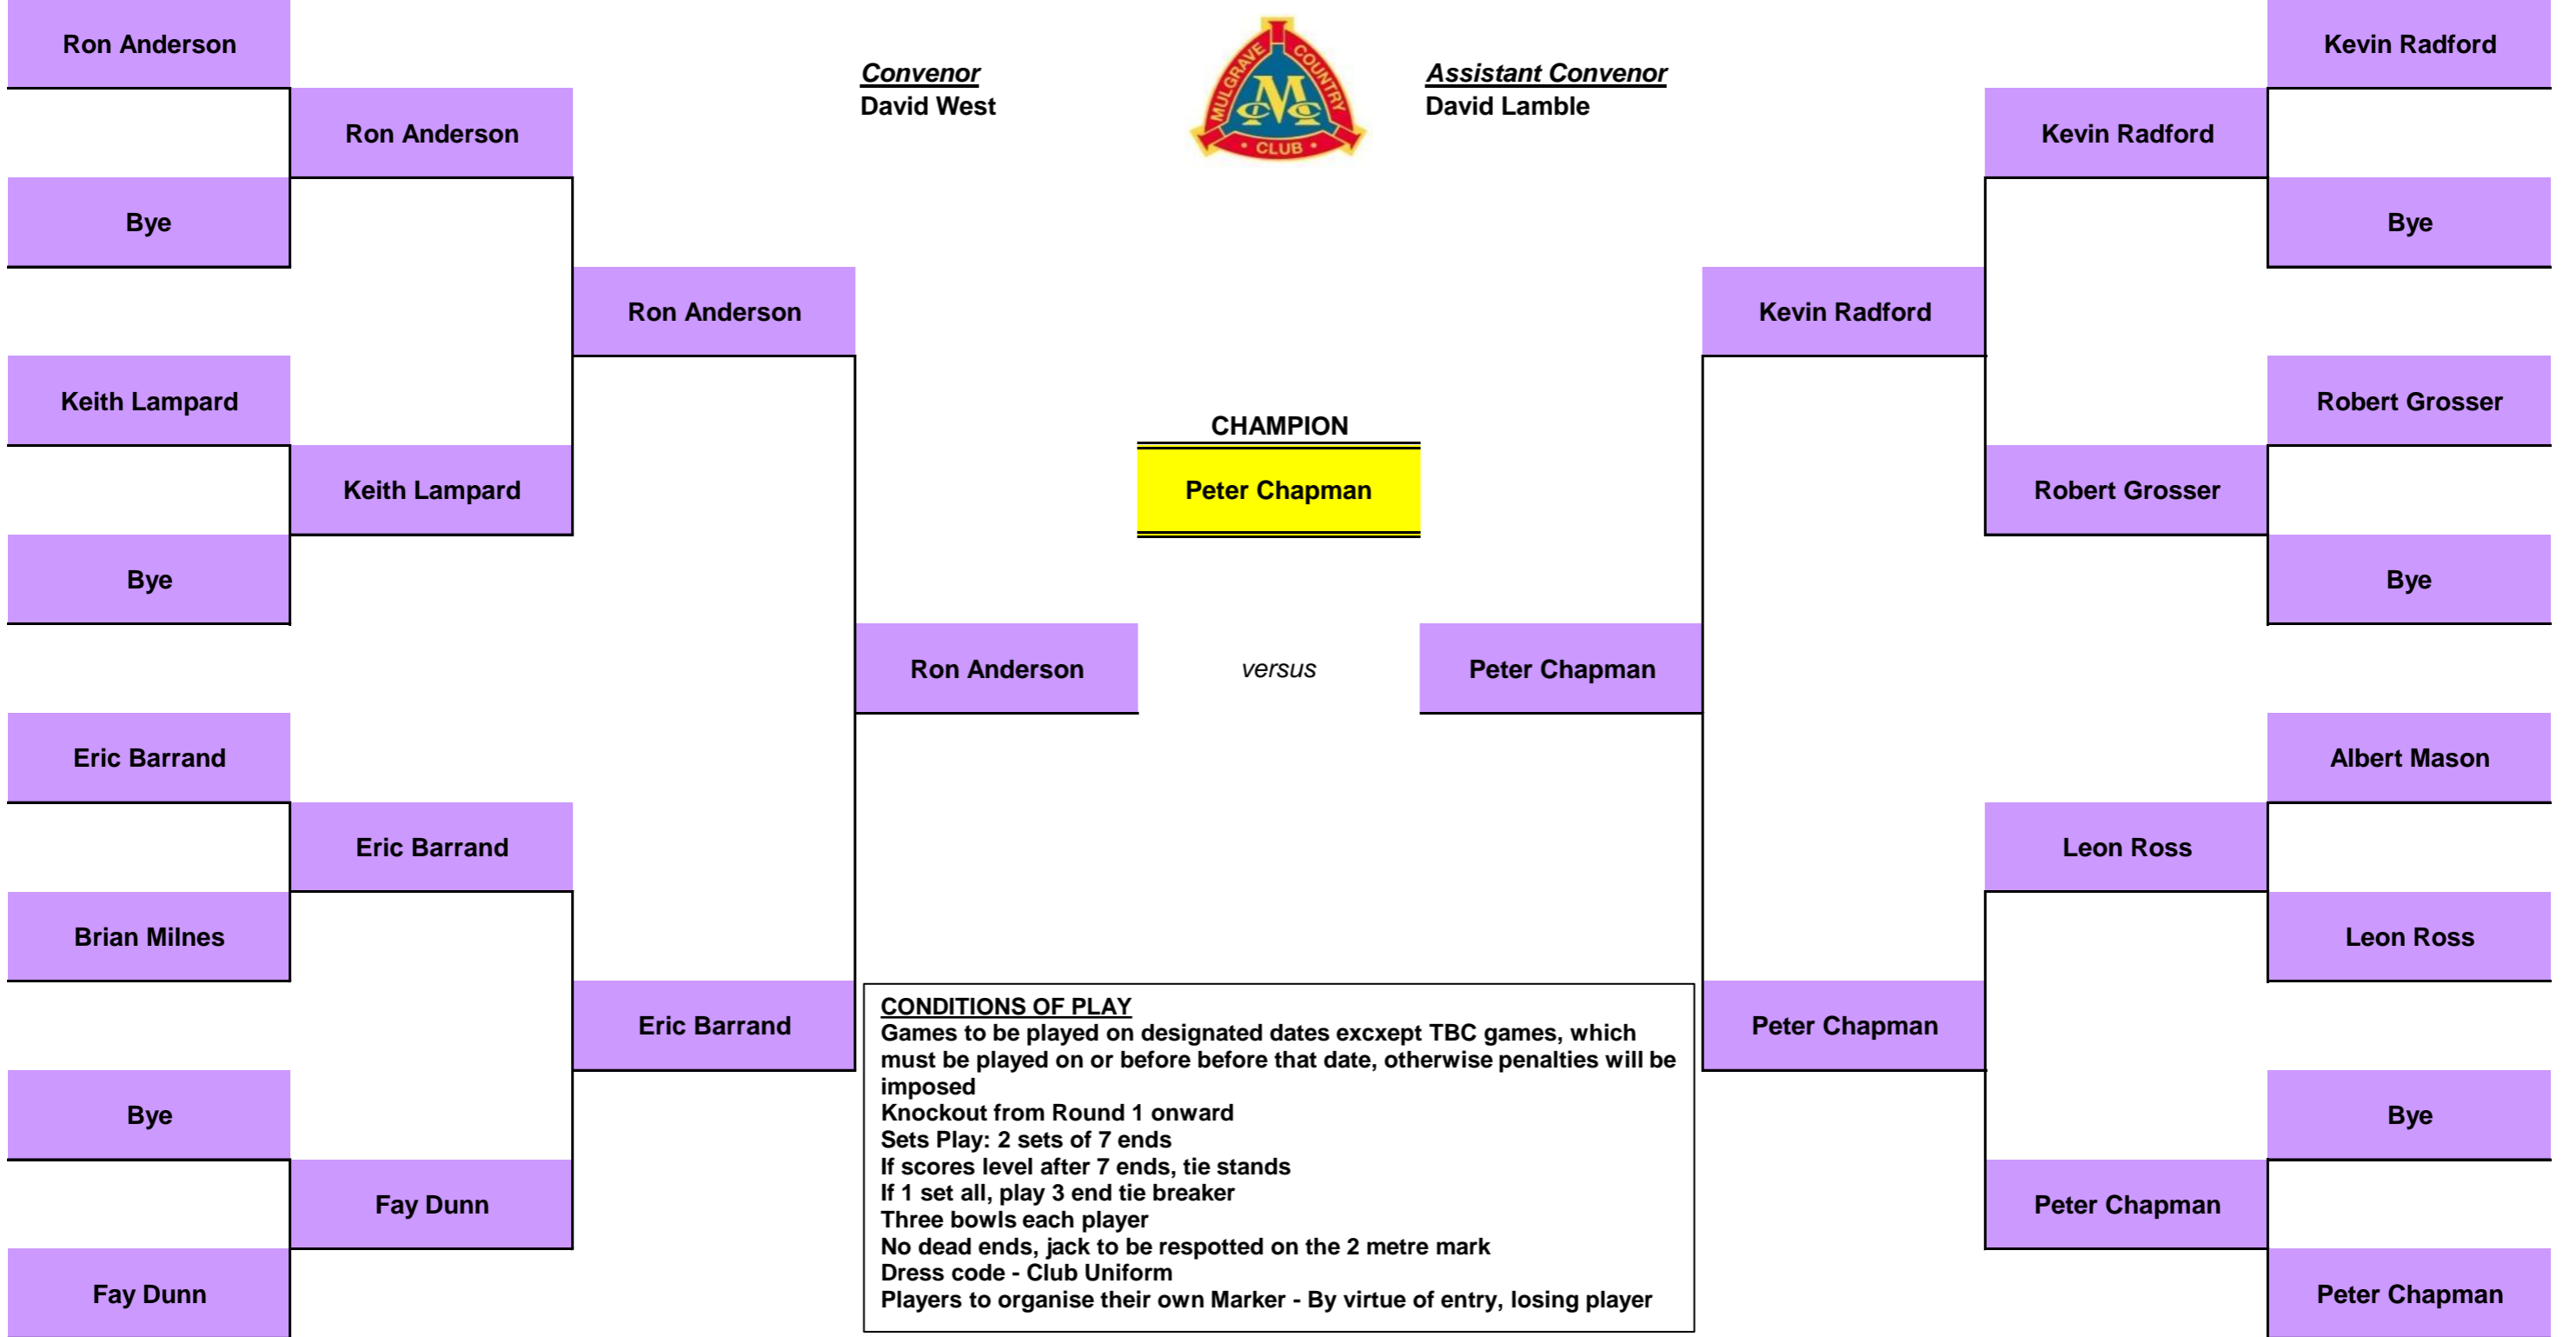 Ron Anderson
Kevin Radford
Convenor
Assistant Convenor
David West
David Lamble
MULGRAVE COUNTRY
MCC
• CLUB •
Ron Anderson
Kevin Radford
Bye
Bye
Ron Anderson
Kevin Radford
Keith Lampard
Robert Grosser
CHAMPION
Keith Lampard
Peter Chapman
Robert Grosser
Bye
Bye
Ron Anderson
versus
Peter Chapman
Eric Barrand
Albert Mason
Eric Barrand
Leon Ross
Brian Milnes
Leon Ross
Eric Barrand
Peter Chapman
CONDITIONS OF PLAY
Games to be played on designated dates excxept TBC games, which
must be played on or before before that date, otherwise penalties will be
imposed
Knockout from Round 1 onward
Sets Play: 2 sets of 7 ends
If scores level after 7 ends, tie stands
If 1 set all, play 3 end tie breaker
Three bowls each player
No dead ends, jack to be respotted on the 2 metre mark
Dress code - Club Uniform
Players to organise their own Marker - By virtue of entry, losing player
Bye
Bye
Fay Dunn
Peter Chapman
Fay Dunn
Peter Chapman